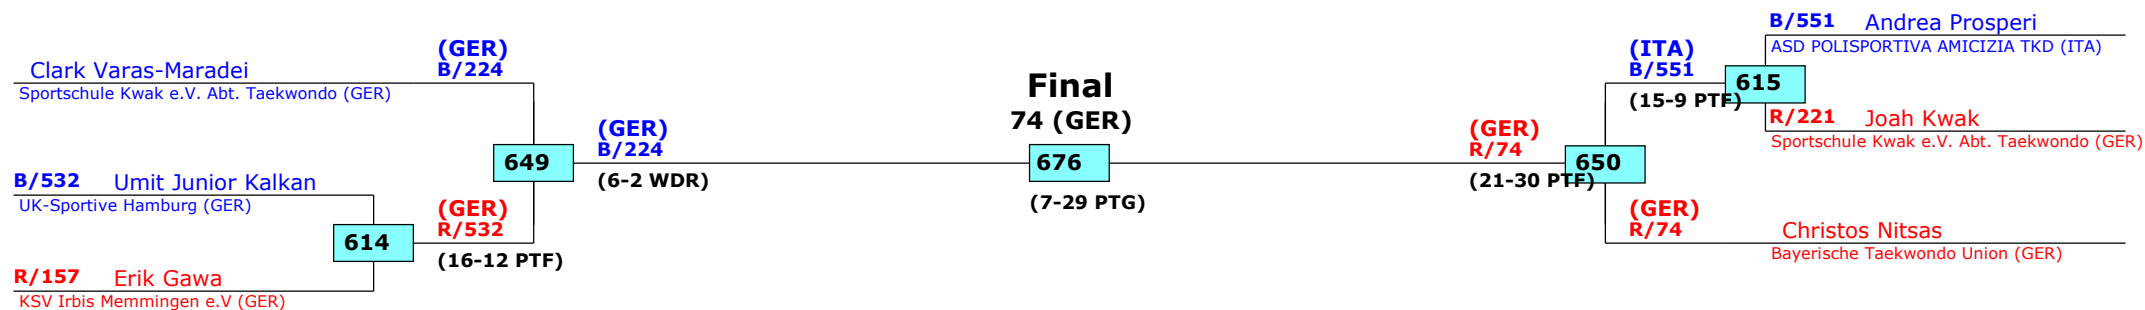 (GER)
B/224
Clark Varas-Maradei
Sportschule Kwak e.V. Abt. Taekwondo (GER)
649
(GER)
B/224
(6-2 WDR)
B/532 Umit Junior Kalkan
UK-Sportive Hamburg (GER)
614
(GER)
R/532
(16-12 PTF)
R/157 Erik Gawa
KSV Irbis Memmingen e.V (GER)
Final
74 (GER)
676
(7-29 PTG)
B/551 Andrea Prosperi
ASD POLISPORTIVA AMICIZIA TKD (ITA)
(ITA)
B/551
615
(15-9 PTF)
R/221 Joah Kwak
Sportschule Kwak e.V. Abt. Taekwondo (GER)
(GER)
R/74
650
(21-30 PTF)
(GER)
R/74
Christos Nitsas
Bayerische Taekwondo Union (GER)